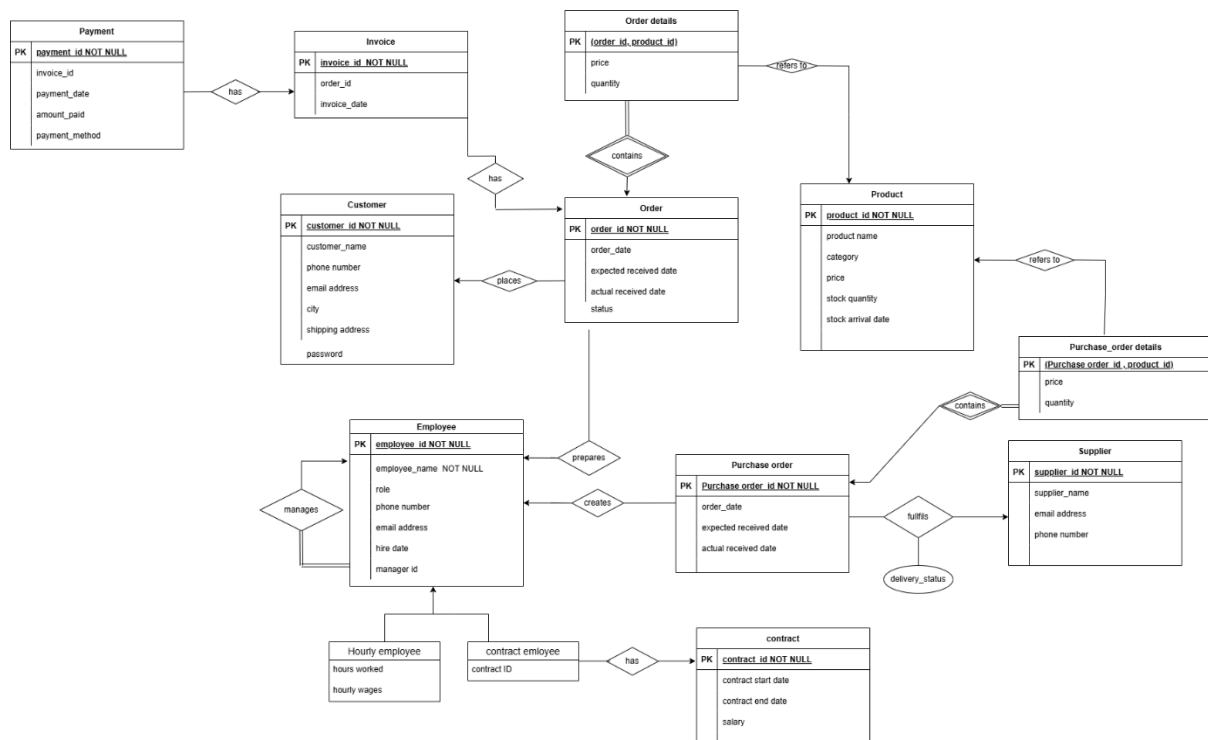 Payment
PK payment_id NOT NULL
invoice_id
payment_date
amount_paid
payment_method
has
Invoice
PK invoice_id NOT NULL
order_id
invoice_date
has
Order details
PK (order_id, product_id)
price
quantity
refers to
contains
Customer
PK customer_id NOT NULL
customer_name
phone number
email address
city
shipping address
password
places
Order
PK order_id NOT NULL
order_date
expected received date
actual received date
status
Product
PK product_id NOT NULL
product name
category
price
stock quantity
stock arrival date
refers to
Purchase_order details
PK (Purchase order_id , product_id)
price
quantity
contains
Employee
PK employee_id NOT NULL
employee_name NOT NULL
role
phone number
email address
hire date
manager id
manages
prepares
creates
Purchase order
PK Purchase order_id NOT NULL
order_date
expected received date
actual received date
fullfils
delivery_status
Supplier
PK supplier_id NOT NULL
supplier_name
email address
phone number
Hourly employee
hours worked
hourly wages
contract emloyee
contract ID
has
contract
PK contract_id NOT NULL
contract start date
contract end date
salary